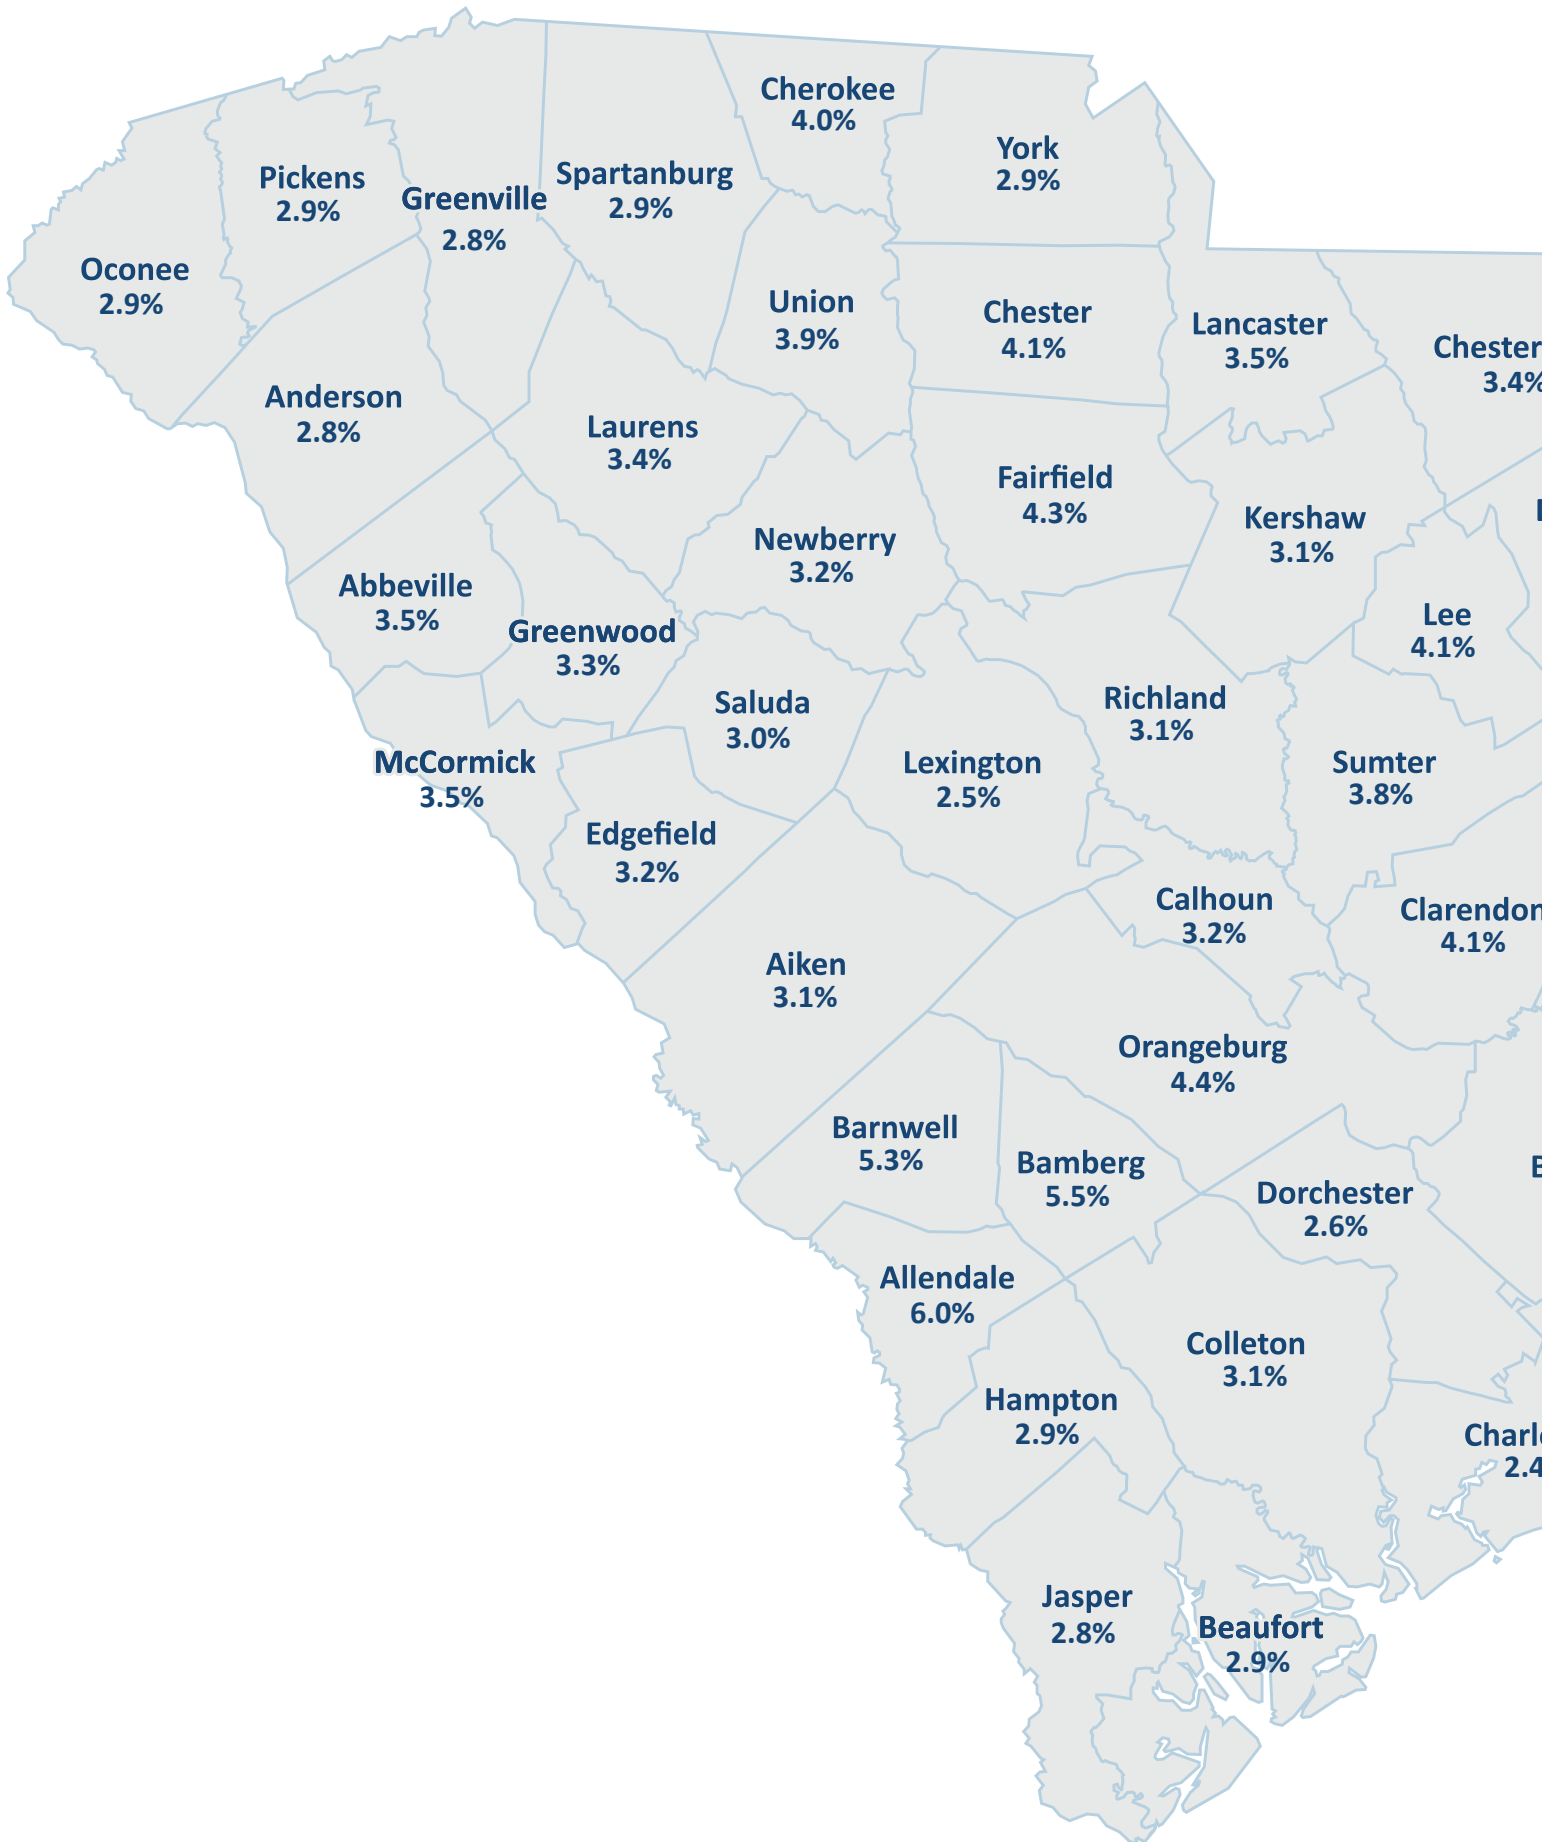 Cherokee
4.0%
York
2.9%
Pickens
2.9%
Greenville
2.8%
Spartanburg
2.9%
Oconee
2.9%
Union
3.9%
Chester
4.1%
Lancaster
3.5%
Chester
3.4%
Anderson
2.8%
Laurens
3.4%
Fairfield
4.3%
Kershaw
3.1%
Newberry
3.2%
Abbeville
3.5%
Greenwood
3.3%
Lee
4.1%
Saluda
3.0%
Richland
3.1%
McCormick
3.5%
Lexington
2.5%
Sumter
3.8%
Edgefield
3.2%
Calhoun
3.2%
Clarendon
4.1%
Aiken
3.1%
Orangeburg
4.4%
Barnwell
5.3%
Bamberg
5.5%
Dorchester
2.6%
Allendale
6.0%
Colleton
3.1%
Hampton
2.9%
Charl
2.4
Jasper
2.8%
Beaufort
2.9%